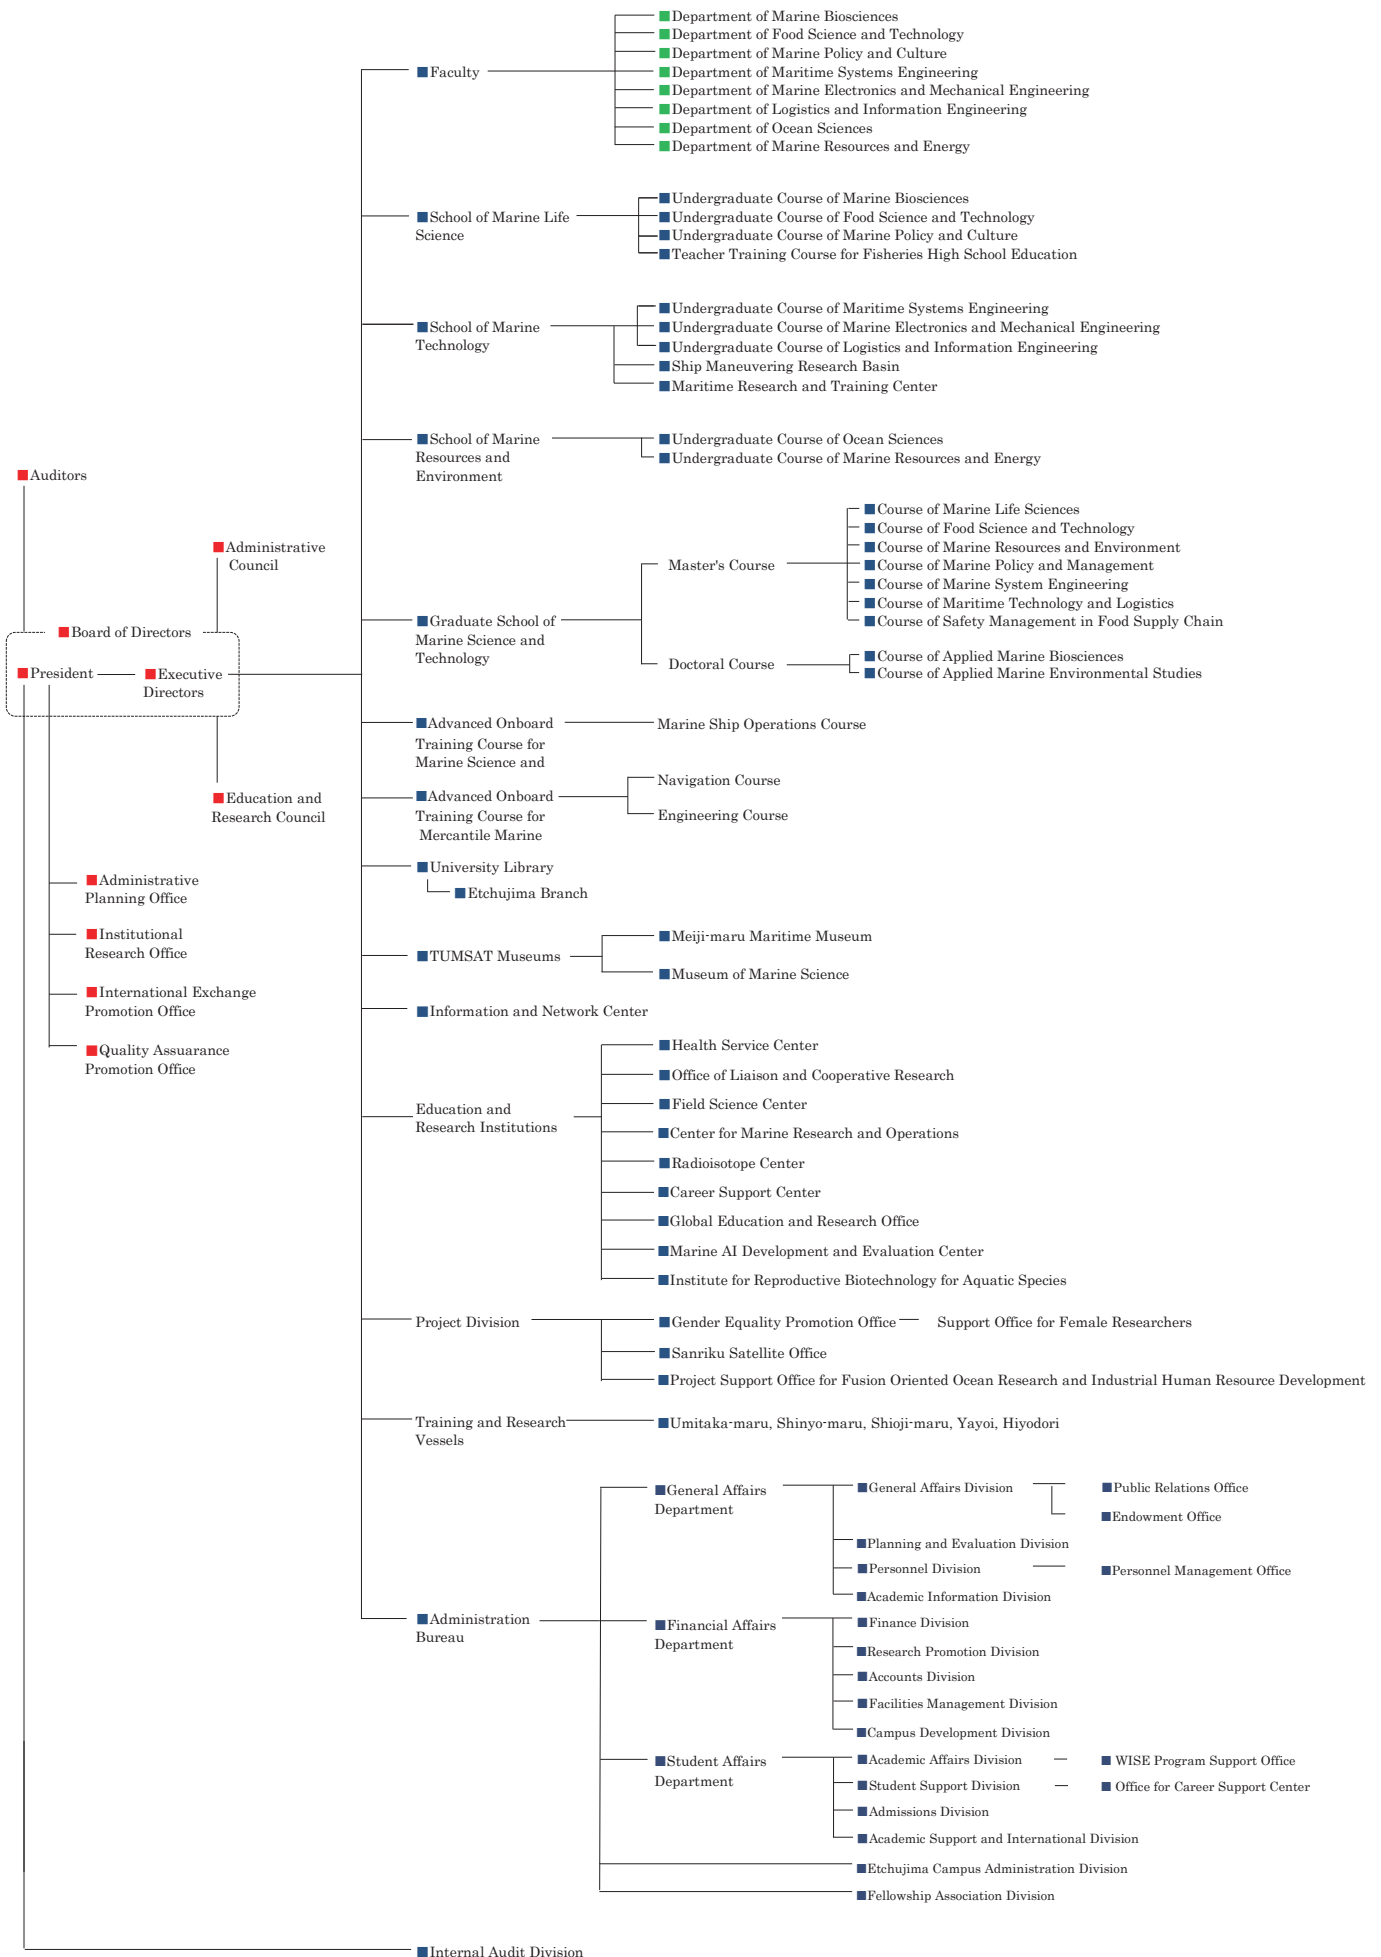 Auditors
Administrative
Council
Board of Directors
President
Executive
Directors
Education and
Research Council
Administrative
Planning Office
Institutional
Research Office
International Exchange
Promotion Office
Quality Assuarance
Promotion Office
Faculty
Department of Marine Biosciences
Department of Food Science and Technology
Department of Marine Policy and Culture
Department of Maritime Systems Engineering
Department of Marine Electronics and Mechanical Engineering
Department of Logistics and Information Engineering
Department of Ocean Sciences
Department of Marine Resources and Energy
School of Marine Life
Science
Undergraduate Course of Marine Biosciences
Undergraduate Course of Food Science and Technology
Undergraduate Course of Marine Policy and Culture
Teacher Training Course for Fisheries High School Education
School of Marine
Technology
Undergraduate Course of Maritime Systems Engineering
Undergraduate Course of Marine Electronics and Mechanical Engineering
Undergraduate Course of Logistics and Information Engineering
Ship Maneuvering Research Basin
Maritime Research and Training Center
School of Marine
Resources and
Environment
Undergraduate Course of Ocean Sciences
Undergraduate Course of Marine Resources and Energy
Graduate School of
Marine Science and
Technology
Master's Course
Course of Marine Life Sciences
Course of Food Science and Technology
Course of Marine Resources and Environment
Course of Marine Policy and Management
Course of Marine System Engineering
Course of Maritime Technology and Logistics
Course of Safety Management in Food Supply Chain
Doctoral Course
Course of Applied Marine Biosciences
Course of Applied Marine Environmental Studies
Advanced Onboard
Training Course for
Marine Science and
Marine Ship Operations Course
Advanced Onboard
Training Course for
Mercantile Marine
Navigation Course
Engineering Course
University Library
Etchujima Branch
TUMSAT Museums
Meiji-maru Maritime Museum
Museum of Marine Science
Information and Network Center
Education and
Research Institutions
Health Service Center
Office of Liaison and Cooperative Research
Field Science Center
Center for Marine Research and Operations
Radioisotope Center
Career Support Center
Global Education and Research Office
Marine AI Development and Evaluation Center
Institute for Reproductive Biotechnology for Aquatic Species
Project Division
Gender Equality Promotion Office
Support Office for Female Researchers
Sanriku Satellite Office
Project Support Office for Fusion Oriented Ocean Research and Industrial Human Resource Development
Training and Research
Vessels
Umitaka-maru, Shinyo-maru, Shioji-maru, Yayoi, Hiyodori
Administration
Bureau
General Affairs
Department
General Affairs Division
Public Relations Office
Endowment Office
Planning and Evaluation Division
Personnel Division
Personnel Management Office
Academic Information Division
Financial Affairs
Department
Finance Division
Research Promotion Division
Accounts Division
Facilities Management Division
Campus Development Division
Student Affairs
Department
Academic Affairs Division
WISE Program Support Office
Student Support Division
Office for Career Support Center
Admissions Division
Academic Support and International Division
Etchujima Campus Administration Division
Fellowship Association Division
Internal Audit Division